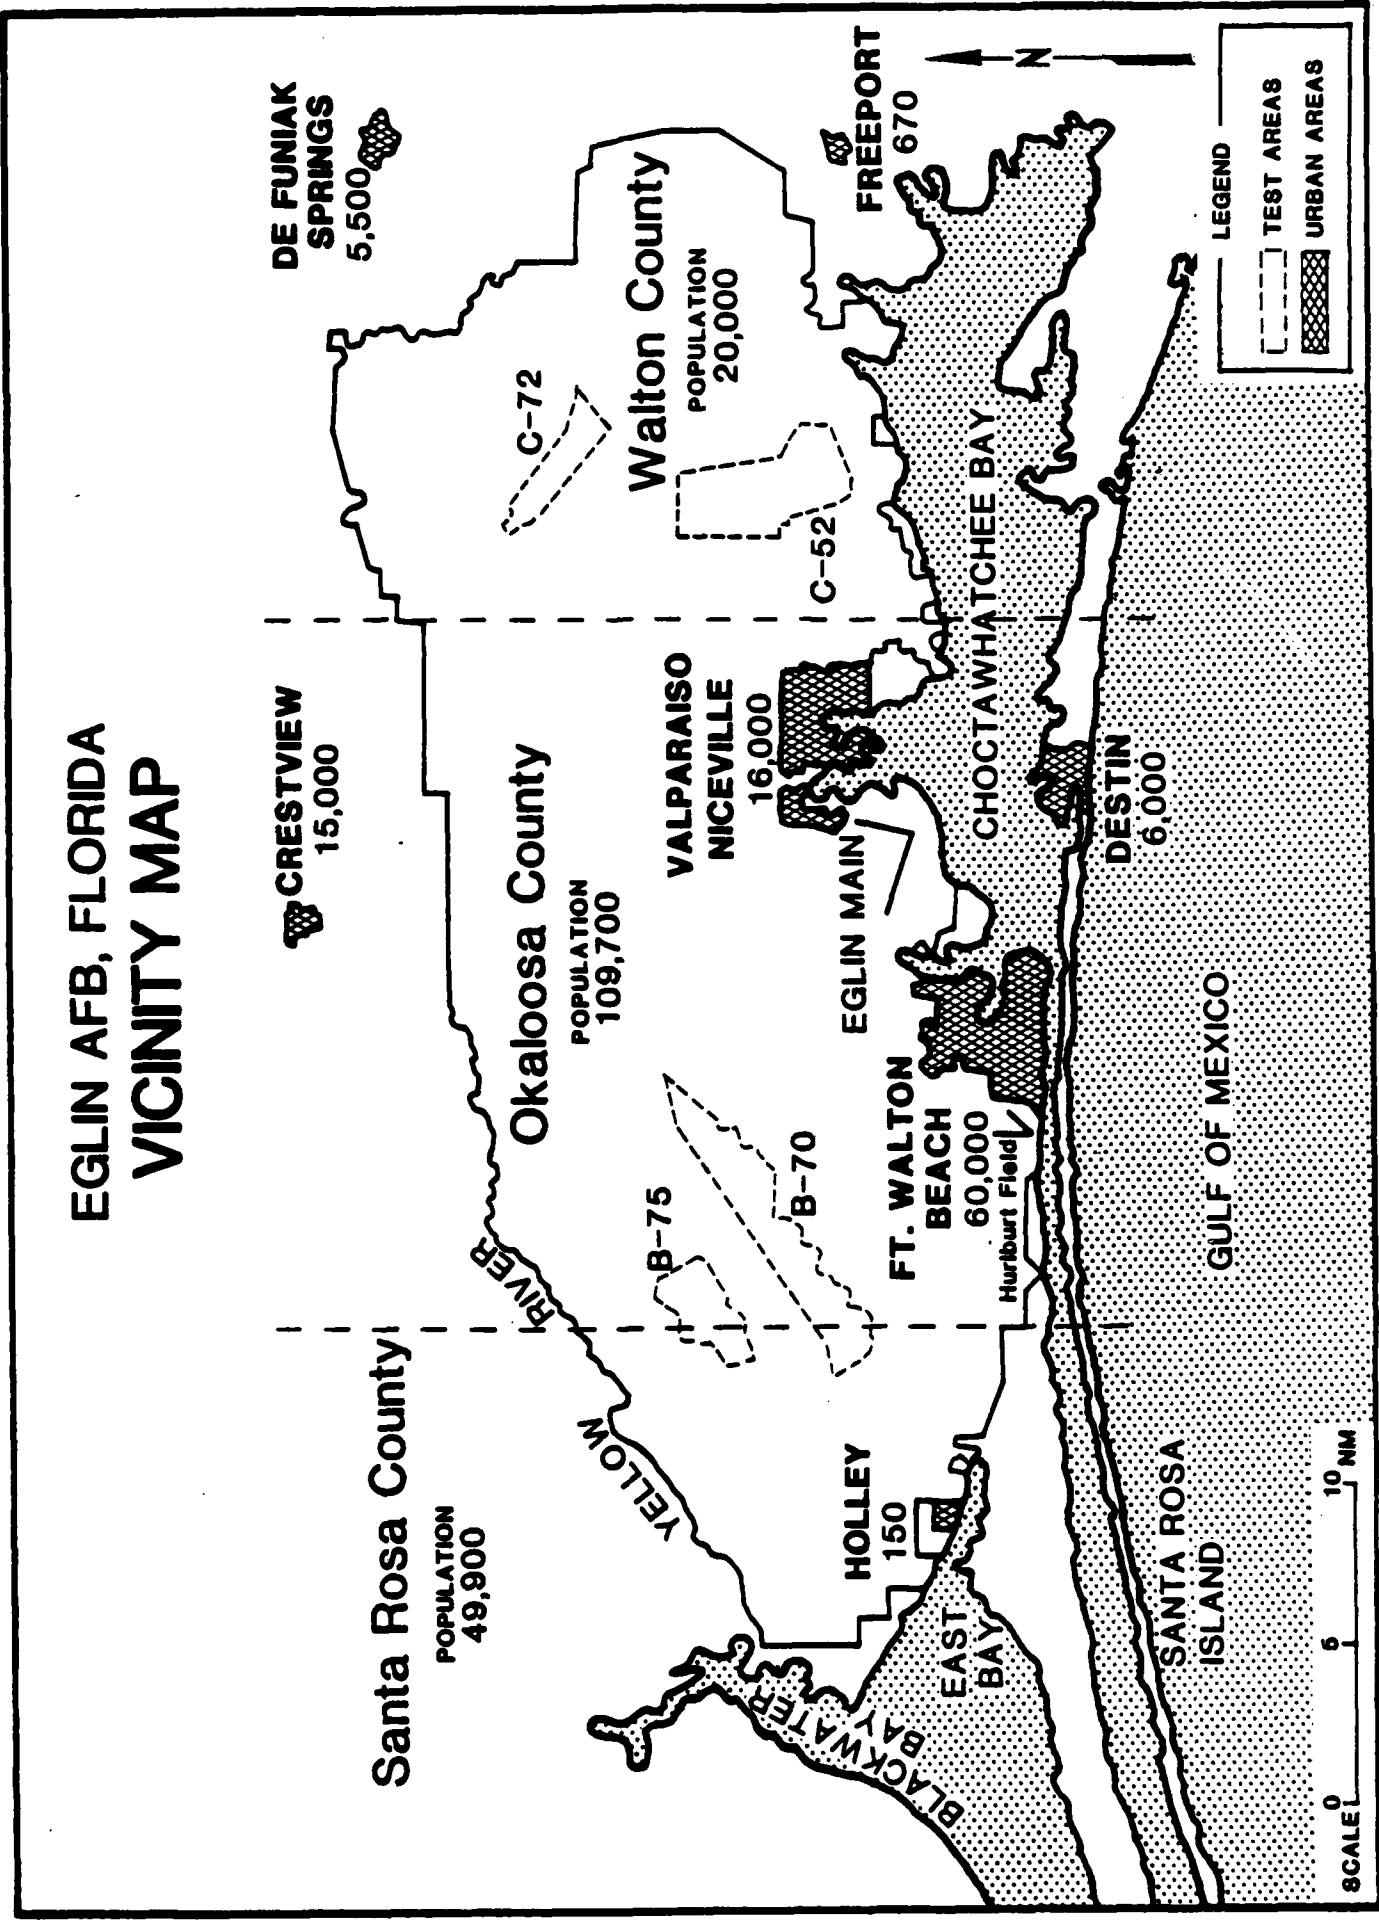 EGLIN AFB, FLORIDA
VICINITY MAP
Santa Rosa County
POPULATION
49,900
CRESTVIEW
15,000
DE FUNIAK
SPRINGS
5,500
YELLOW
RIVER
Okaloosa County
POPULATION
109,700
C-72
Walton County
POPULATION
20,000
B-75
B-70
VALPARAISO
NICEVILLE
16,000
C-52
FREEPORT
670
N
HOLLEY
150
FT. WALTON
BEACH
60,000
Hurlburt Field
EGLIN MAIN
CHOCTAWHATCHEE BAY
BLACKWATER
BAY
EAST
BAY
DESTIN
6,000
SANTA ROSA
ISLAND
GULF OF MEXICO
LEGEND
TEST AREAS
URBAN AREAS
SCALE 0 5 10 NM